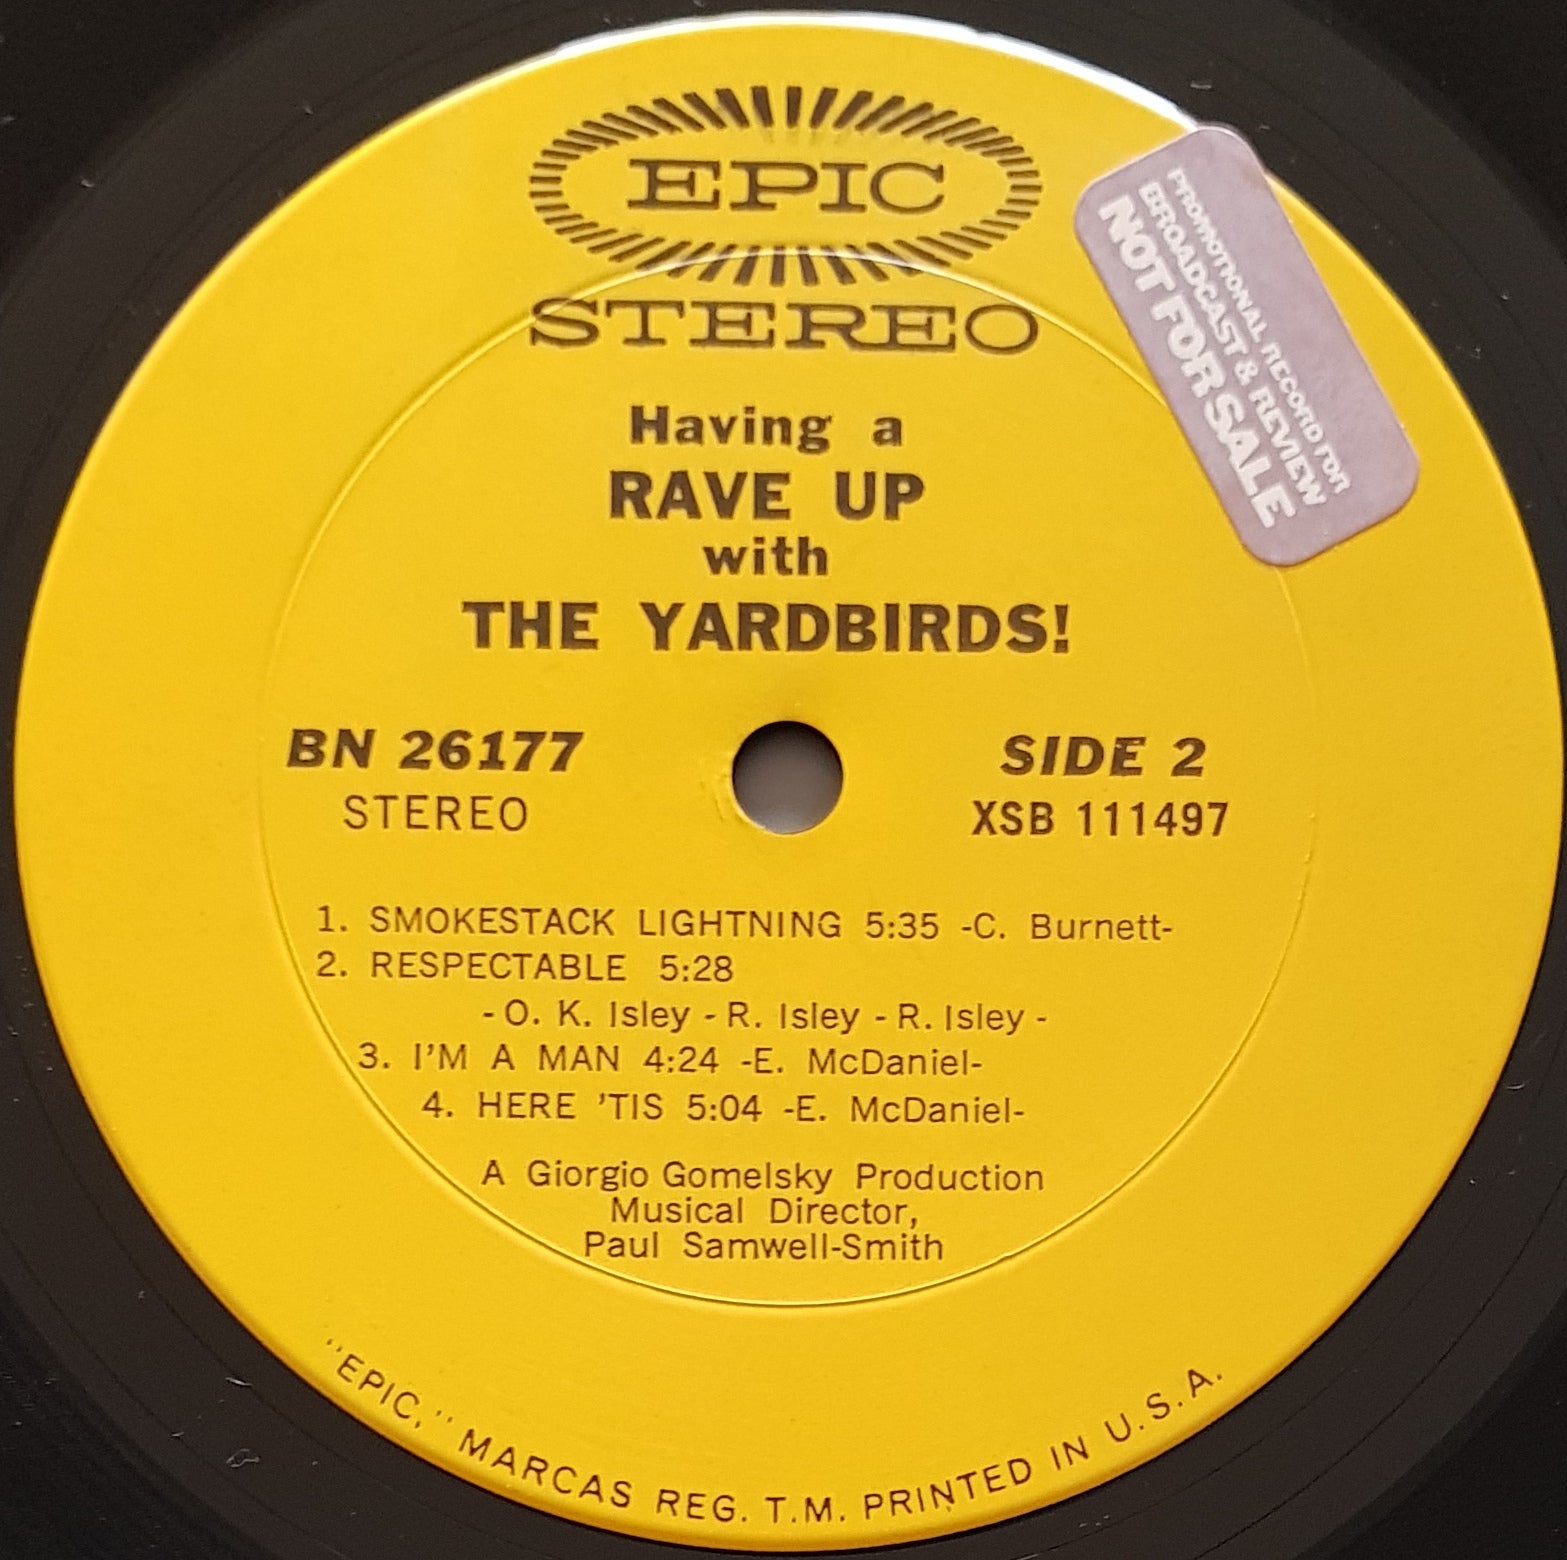 EPIC
STEREO
PROMOTIONAL RECORD FOR
BROADCAST & REVIEW
NOT FOR SALE
Having a
RAVE UP
with
THE YARDBIRDS!
BN 26177
STEREO
SIDE 2
XSB 111497
1. SMOKESTACK LIGHTNING 5:35 -C. Burnett-
2. RESPECTABLE 5:28
- O. K. Isley - R. Isley - R. Isley -
3. I'M A MAN 4:24 -E. McDaniel-
4. HERE 'TIS 5:04 -E. McDaniel-
A Giorgio Gomelsky Production
Musical Director,
Paul Samwell-Smith
"EPIC," MARCAS REG. T.M. PRINTED IN U.S.A.